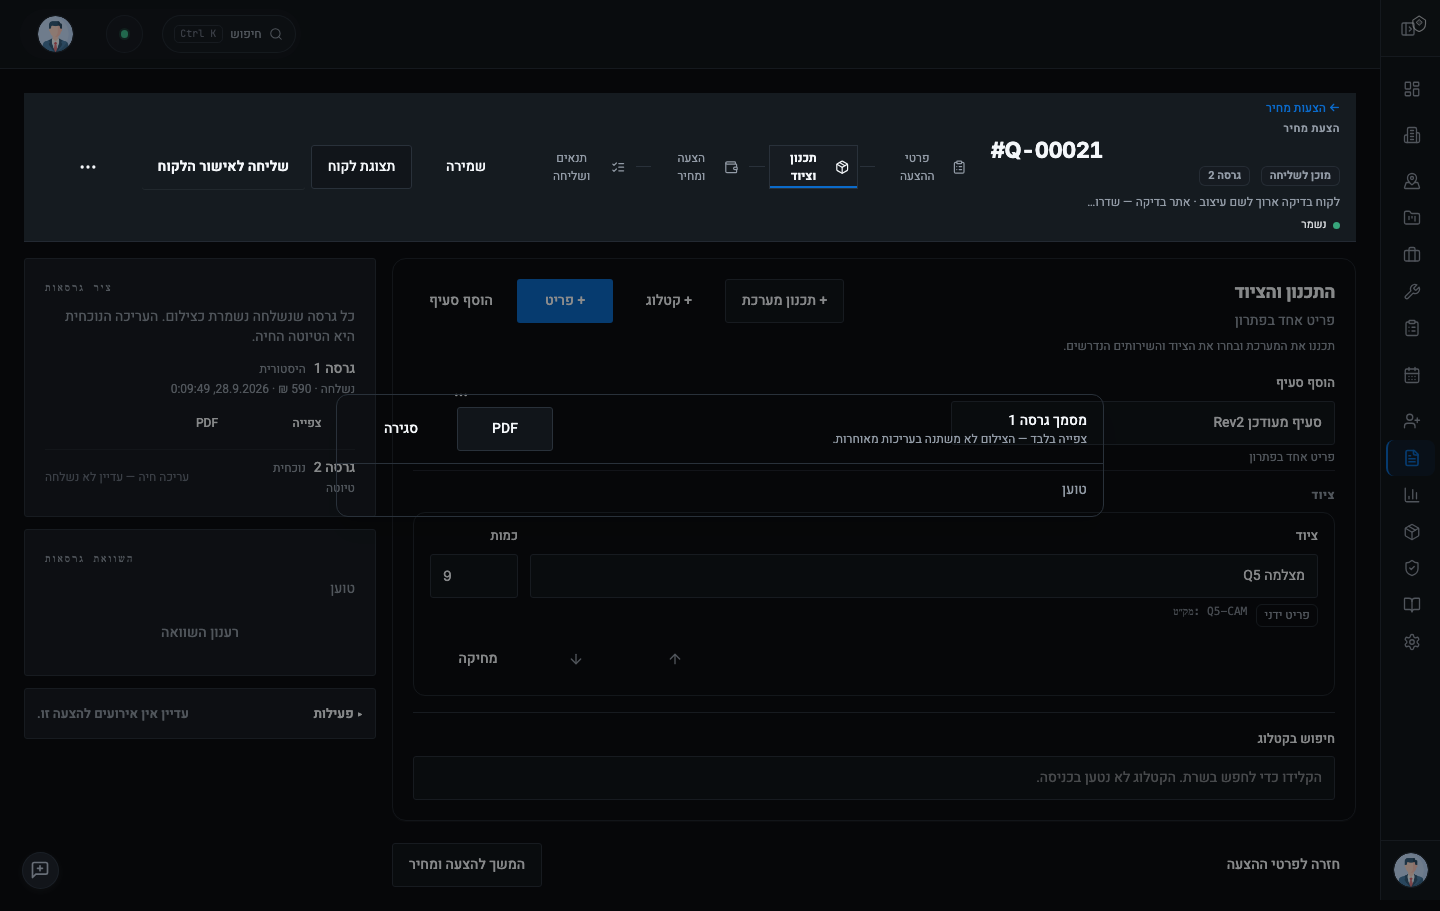 חיפוש
Ctrl K
← הצעות מחיר
הצעת מחיר
#Q-00021
מוכן לשליחה
גרסה 2
לקוח בדיקה ארוך לשם עיצוב · אתר בדיקה — שדרו...
נשמר
פרטי
ההצעה
תכנון
וציוד
הצעה
ומחיר
תנאים
ושליחה
שמירה
תצוגת לקוח
שליחה לאישור הלקוח
התכנון והציוד
פריט אחד בפתרון
תכננו את המערכת ובחרו את הציוד והשירותים הנדרשים.
+ תכנון מערכת
+ קטלוג
+ פריט
הוסף סעיף
הוסף סעיף
סעיף מעודכן Rev2
פריט אחד בפתרון
ציוד
ציוד
כמות
מצלמה Q5
9
פריט ידני
מק״ט: Q5-CAM
מחיקה
חיפוש בקטלוג
הקלידו כדי לחפש בשרת. הקטלוג לא נטען בכניסה.
חזרה לפרטי ההצעה
המשך להצעה ומחיר
מסמך גרסה 1
צפייה בלבד — הצילום לא משתנה בעריכות מאוחרות.
PDF
סגירה
טוען
ציר גרסאות
כל גרסה שנשלחה נשמרת כצילום. העריכה הנוכחית
היא הטיוטה החיה.
גרסה 1 היסטורית
נשלחה · 590 ₪ · 28.9.2026, 0:09:49
צפייה
PDF
גרסה 2 נוכחית
טיוטה
עריכה חיה — עדיין לא נשלחה
השוואת גרסאות
טוען
רענון השוואה
פעילות
עדיין אין אירועים להצעה זו.